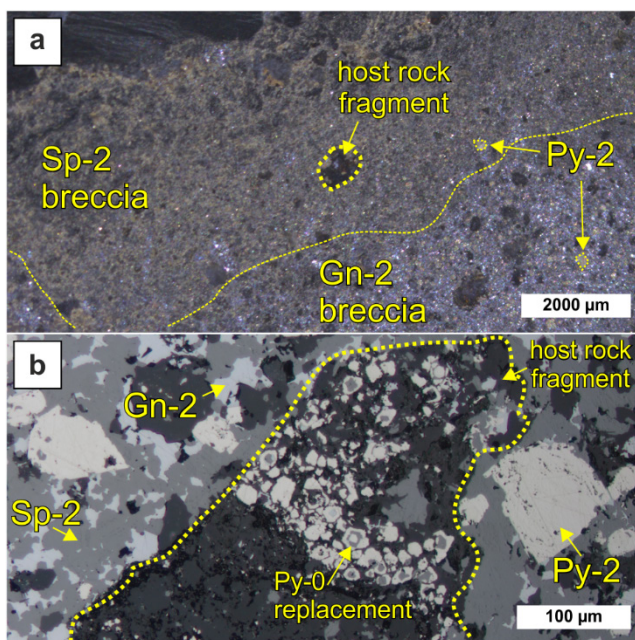 a
host rock
fragment
Sp-2
breccia
Py-2
Gn-2
breccia
2000 µm
b
host rock
fragment
Gn-2
Sp-2
Py-0
replacement
Py-2
100 µm